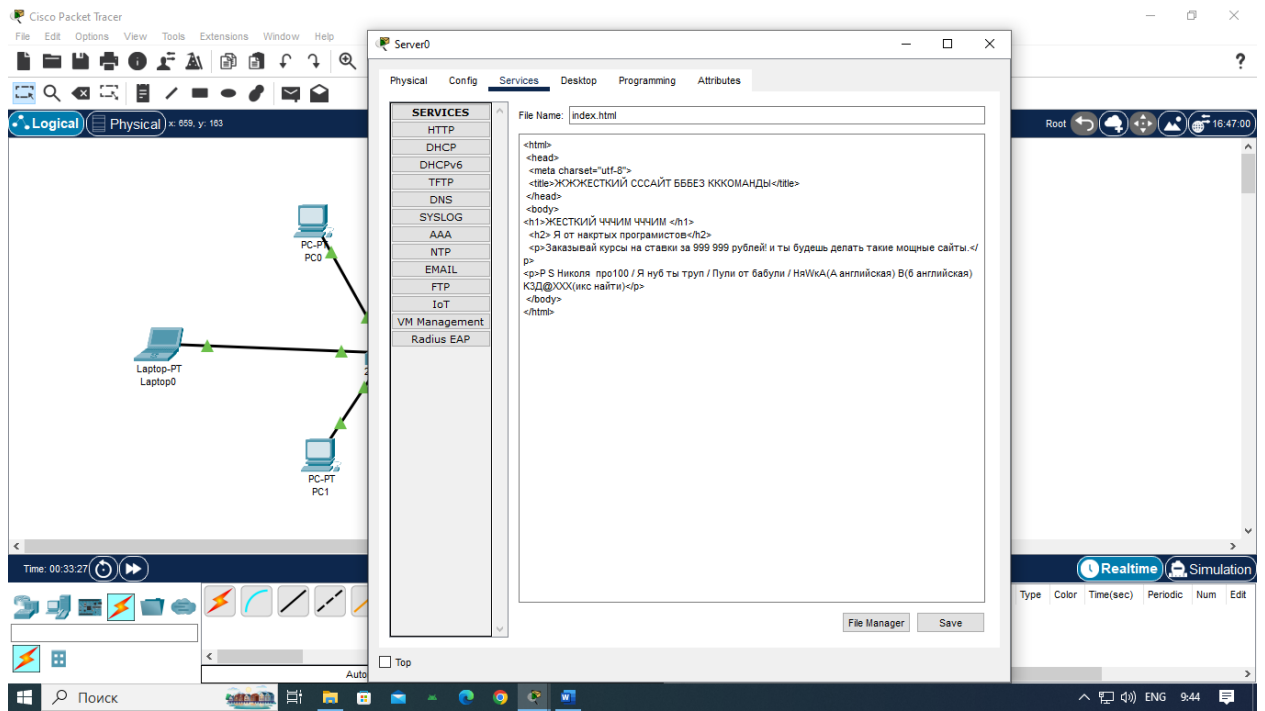 Cisco Packet Tracer
File Edit Options View Tools Extensions Window Help
Server0
?
Physical Config Services Desktop Programming Attributes
Logical Physical x: 659, y: 163
Root 16:47:00
SERVICES
HTTP
DHCP
DHCPv6
TFTP
DNS
SYSLOG
AAA
NTP
EMAIL
FTP
IoT
VM Management
Radius EAP
File Name: index.html
<html>
<head>
<meta charset="utf-8">
<title>ЖЖЖЕСТКИЙ СССАЙТ БББЕЗ КККОМАНДЫ</title>
</head>
<body>
<h1>ЖЕСТКИЙ ЧЧЧИМ ЧЧЧИМ </h1>
<h2> Я от накртых програмистов</h2>
<p>Заказывай курсы на ставки за 999 999 рублей! и ты будешь делать такие мощные сайты.</
p>
<p>P S Николя  про100 / Я нуб ты труп / Пули от бабули / НяWкА(А английская) В(б английская)
КЗД@XXX(икс найти)</p>
</body>
</html>
PC-PT
PC0
Laptop-PT
Laptop0
2
PC-PT
PC1
File Manager Save
Top
Time: 00:33:27
Realtime Simulation
Type Color Time(sec) Periodic Num Edit
Auto
Поиск
ENG 9:44